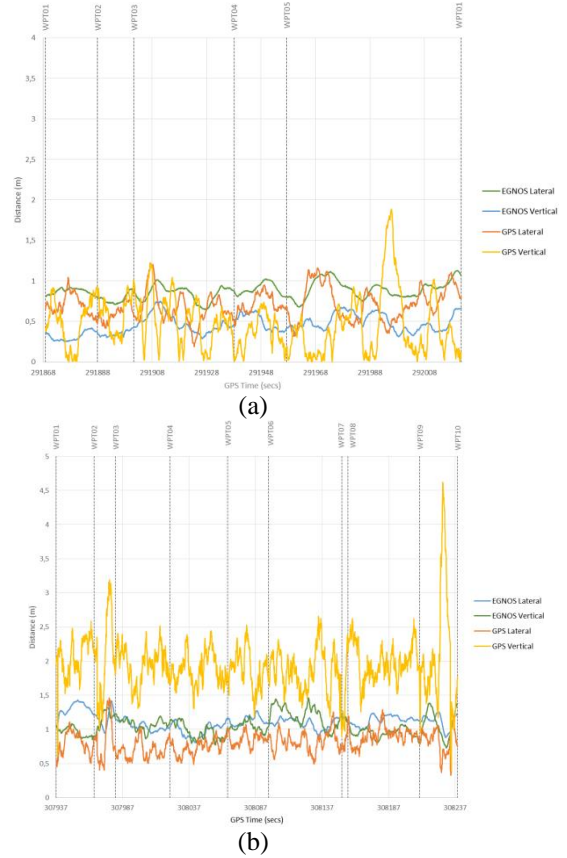 WPT01 WPT02 WPT03 WPT04 WPT05 WPT01
4
3,5
3
2,5
2
1,5
1
0,5
0
Distance (m)
291868 291888 291908 291928 291948 291968 291988 292008
GPS Time (secs)
EGNOS Lateral
EGNOS Vertical
GPS Lateral
GPS Vertical
(a)
WPT01 WPT02 WPT03 WPT04 WPT05 WPT06 WPT07 WPT08 WPT09 WPT10
5
4,5
4
3,5
3
2,5
2
1,5
1
0,5
0
Distance (m)
307937 307987 308037 308087 308137 308187 308237
GPS Time (secs)
EGNOS Lateral
EGNOS Vertical
GPS Lateral
GPS Vertical
(b)